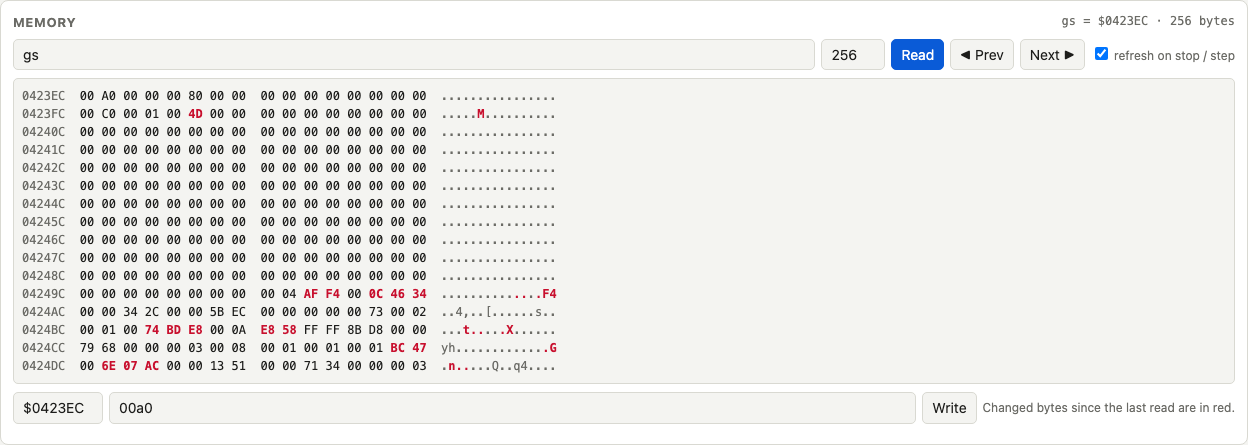 MEMORY
gs = $0423EC · 256 bytes
gs 256 Read ◀ Prev Next ▶ refresh on stop / step
0423EC 00 A0 00 00 00 80 00 00 00 00 00 00 00 00 00 00 ................
0423FC 00 C0 00 01 00 4D 00 00 00 00 00 00 00 00 00 00 .....M..........
04240C 00 00 00 00 00 00 00 00 00 00 00 00 00 00 00 00 ................
04241C 00 00 00 00 00 00 00 00 00 00 00 00 00 00 00 00 ................
04242C 00 00 00 00 00 00 00 00 00 00 00 00 00 00 00 00 ................
04243C 00 00 00 00 00 00 00 00 00 00 00 00 00 00 00 00 ................
04244C 00 00 00 00 00 00 00 00 00 00 00 00 00 00 00 00 ................
04245C 00 00 00 00 00 00 00 00 00 00 00 00 00 00 00 00 ................
04246C 00 00 00 00 00 00 00 00 00 00 00 00 00 00 00 00 ................
04247C 00 00 00 00 00 00 00 00 00 00 00 00 00 00 00 00 ................
04248C 00 00 00 00 00 00 00 00 00 00 00 00 00 00 00 00 ................
04249C 00 00 00 00 00 00 00 00 00 04 AF F4 00 0C 46 34 ..............F4
0424AC 00 00 34 2C 00 00 5B EC 00 00 00 00 00 73 00 02 ..4,..[......s..
0424BC 00 01 00 74 BD E8 00 0A E8 58 FF FF 8B D8 00 00 ...t.....X......
0424CC 79 68 00 00 00 03 00 08 00 01 00 01 00 01 BC 47 yh.............G
0424DC 00 6E 07 AC 00 00 13 51 00 00 71 34 00 00 00 03 .n.....Q..q4....
$0423EC 00a0 Write Changed bytes since the last read are in red.